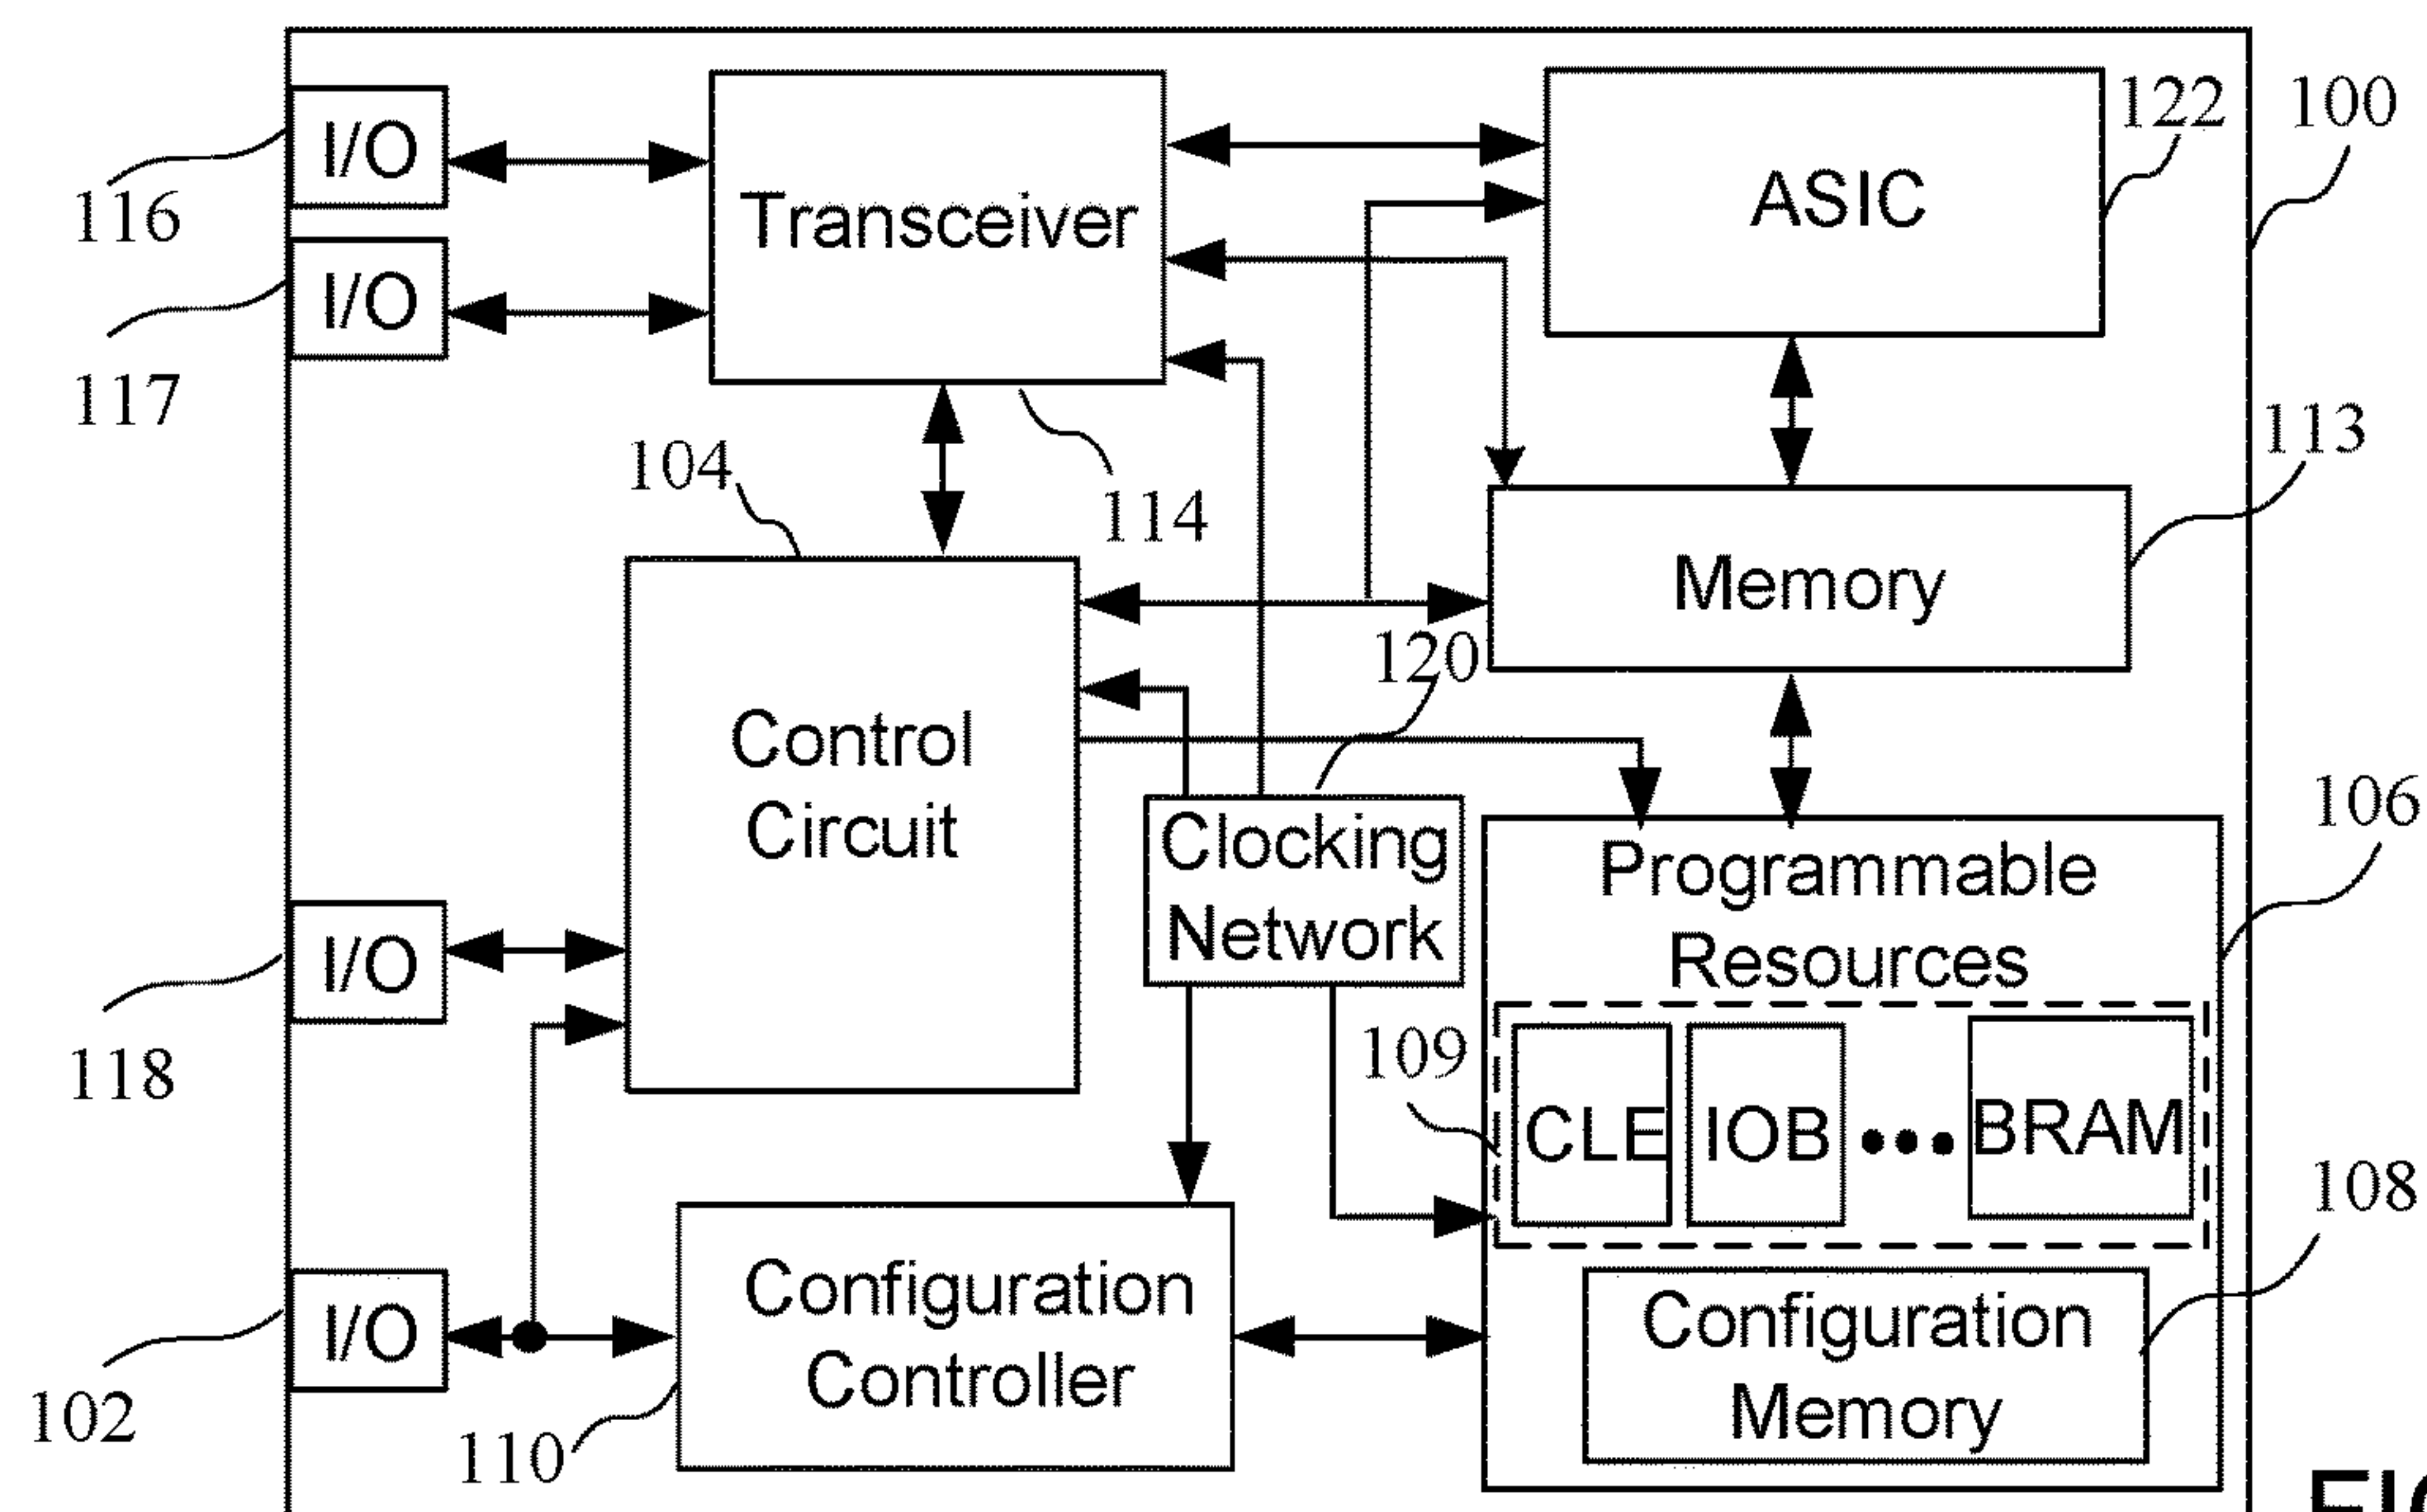 I/O
116
I/O
117
Transceiver
114
ASIC
122
100
113
Memory
104
Control
Circuit
120
Clocking
Network
106
Programmable
Resources
109
CLE
IOB
•••
BRAM
108
Configuration
Memory
I/O
118
I/O
102
Configuration
Controller
110